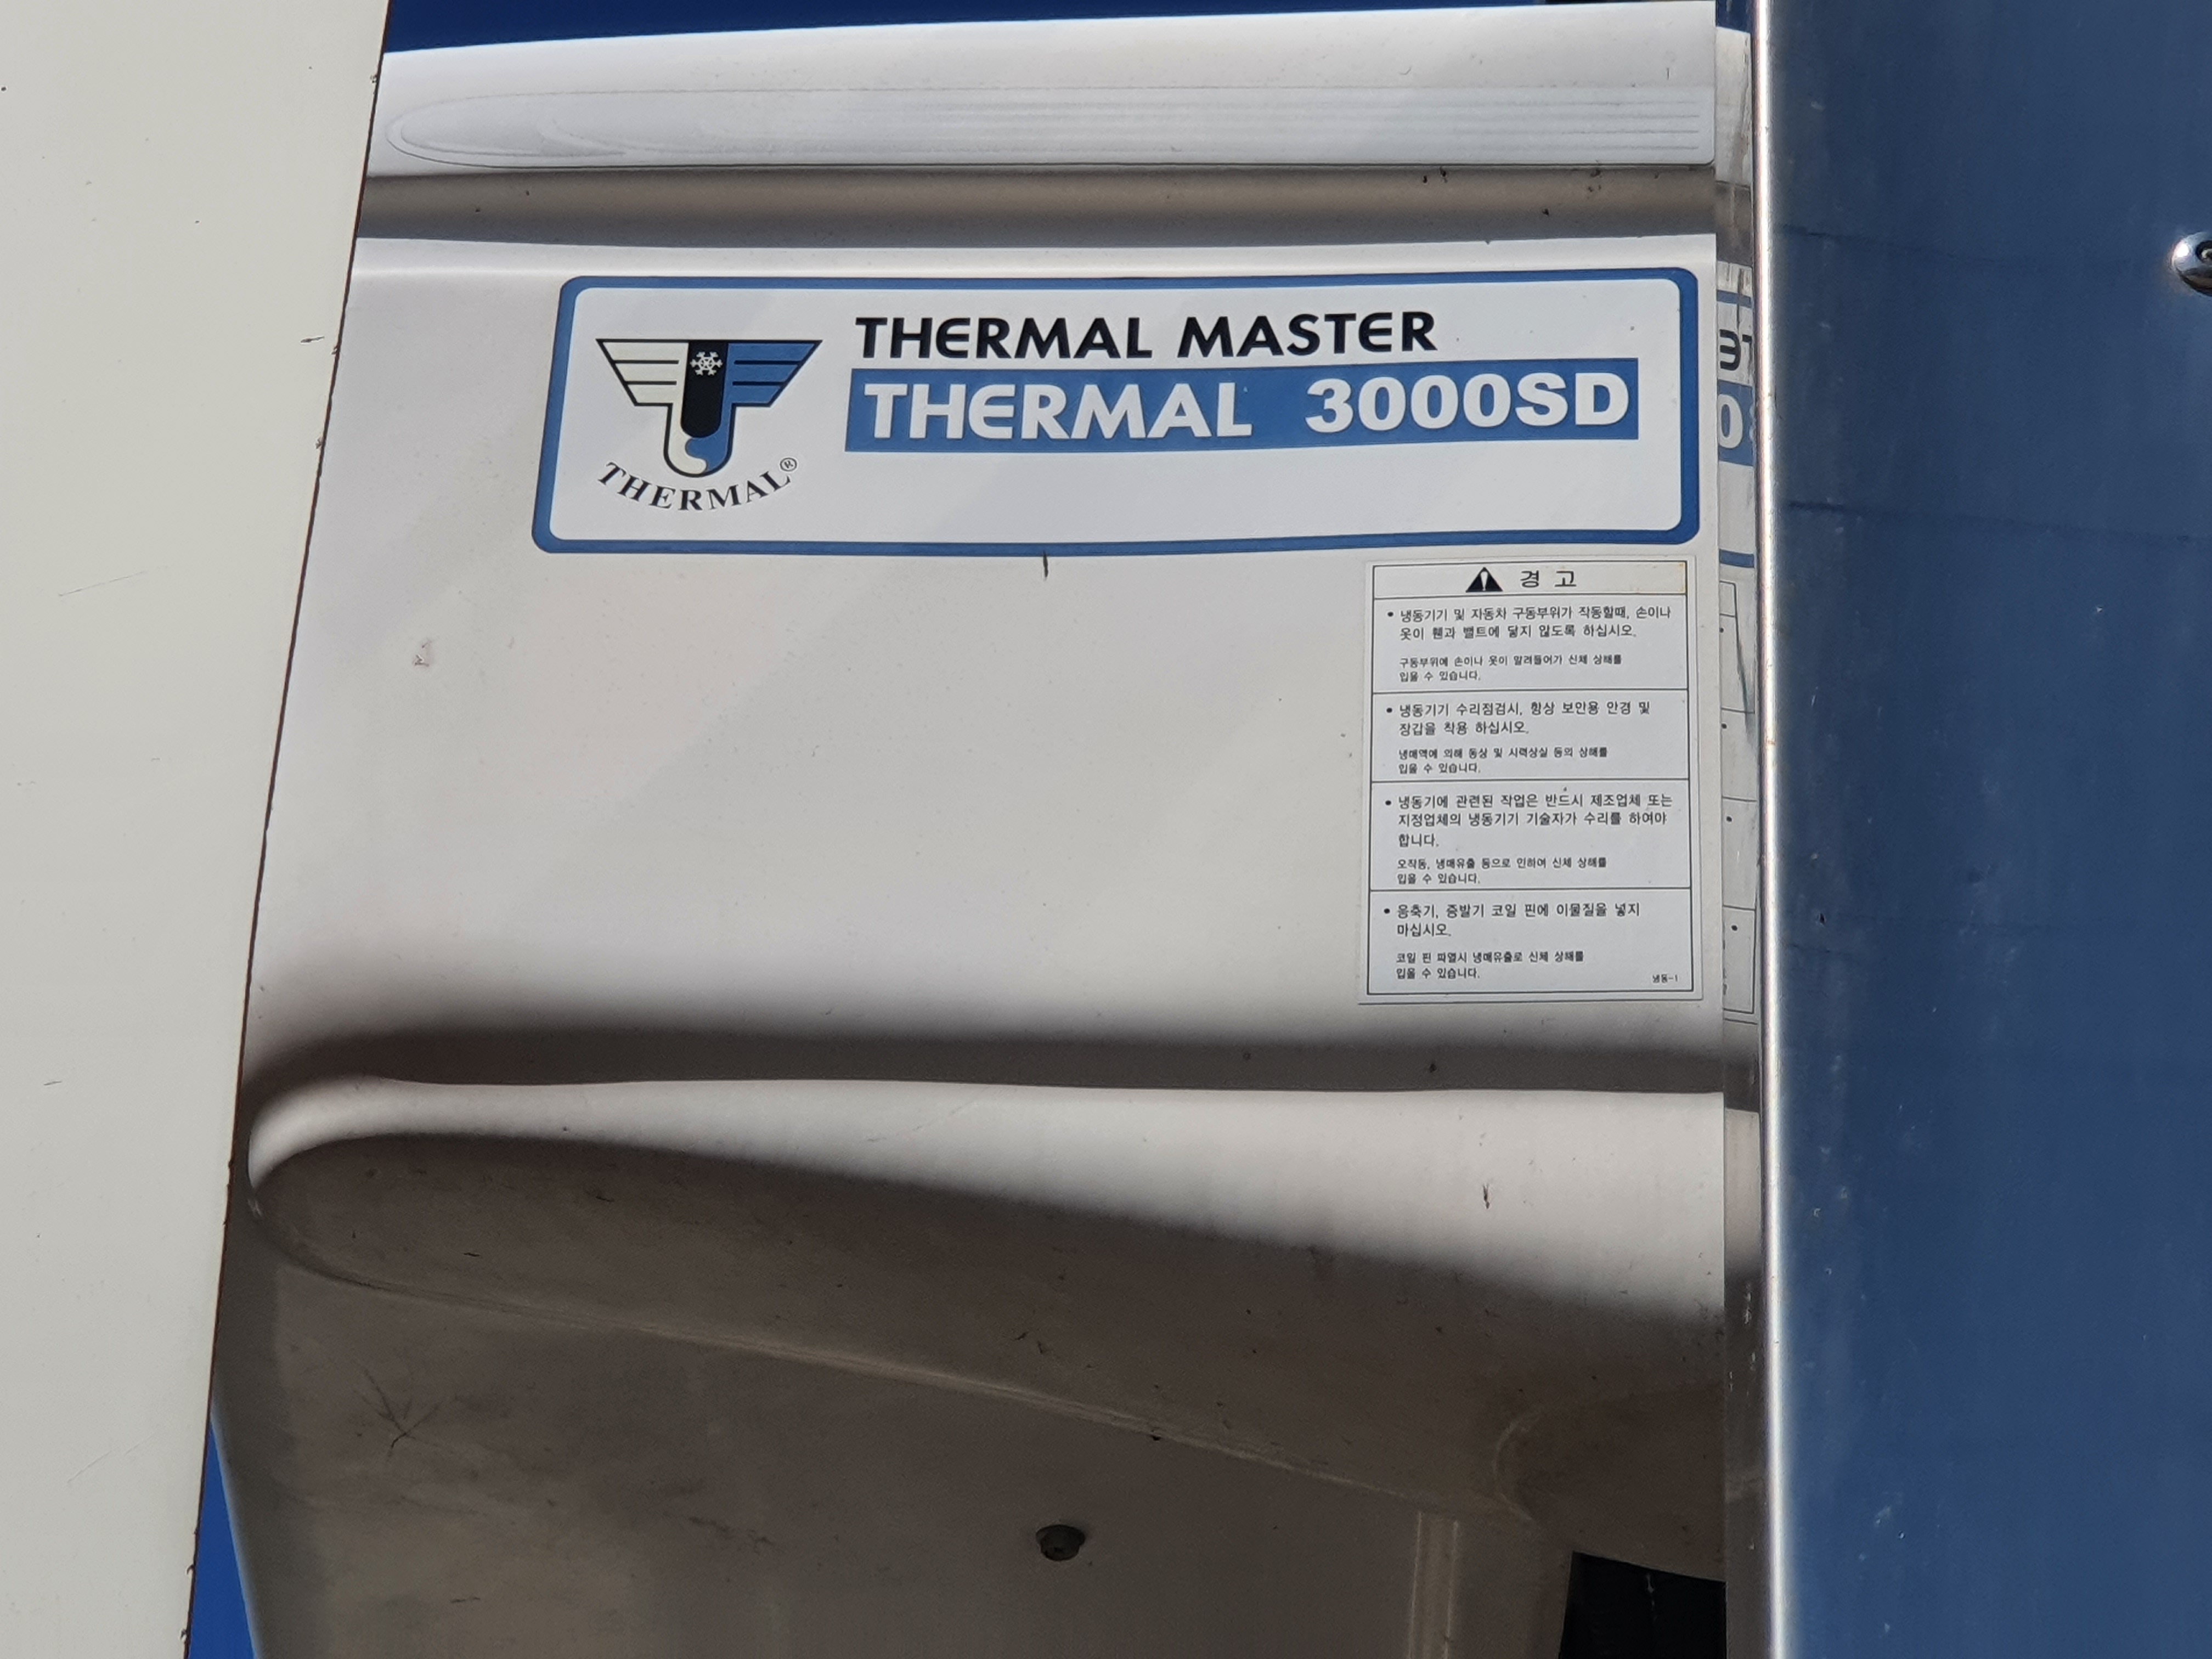 THERMAL MASTER
THERMAL 3000SD
THERMAL®
경 고
• 냉동기기 및 자동차 구동부위가 작동할때, 손이나
옷이 휀과 밸트에 닿지 않도록 하십시오.
구동부위에 손이나 옷이 말려들어가 신체 상해를
입을 수 있습니다.
• 냉동기기 수리점검시, 항상 보안용 안경 및
장갑을 착용 하십시오.
냉매액에 의해 동상 및 시력상실 등의 상해를
입을 수 있습니다.
• 냉동기에 관련된 작업은 반드시 제조업체 또는
지정업체의 냉동기기 기술자가 수리를 하여야
합니다.
오작동, 냉매유출 등으로 인하여 신체 상해를
입을 수 있습니다.
• 응축기, 증발기 코일 핀에 이물질을 넣지
마십시오.
코일 핀 파열시 냉매유출로 신체 상해를
입을 수 있습니다.
냉동-1